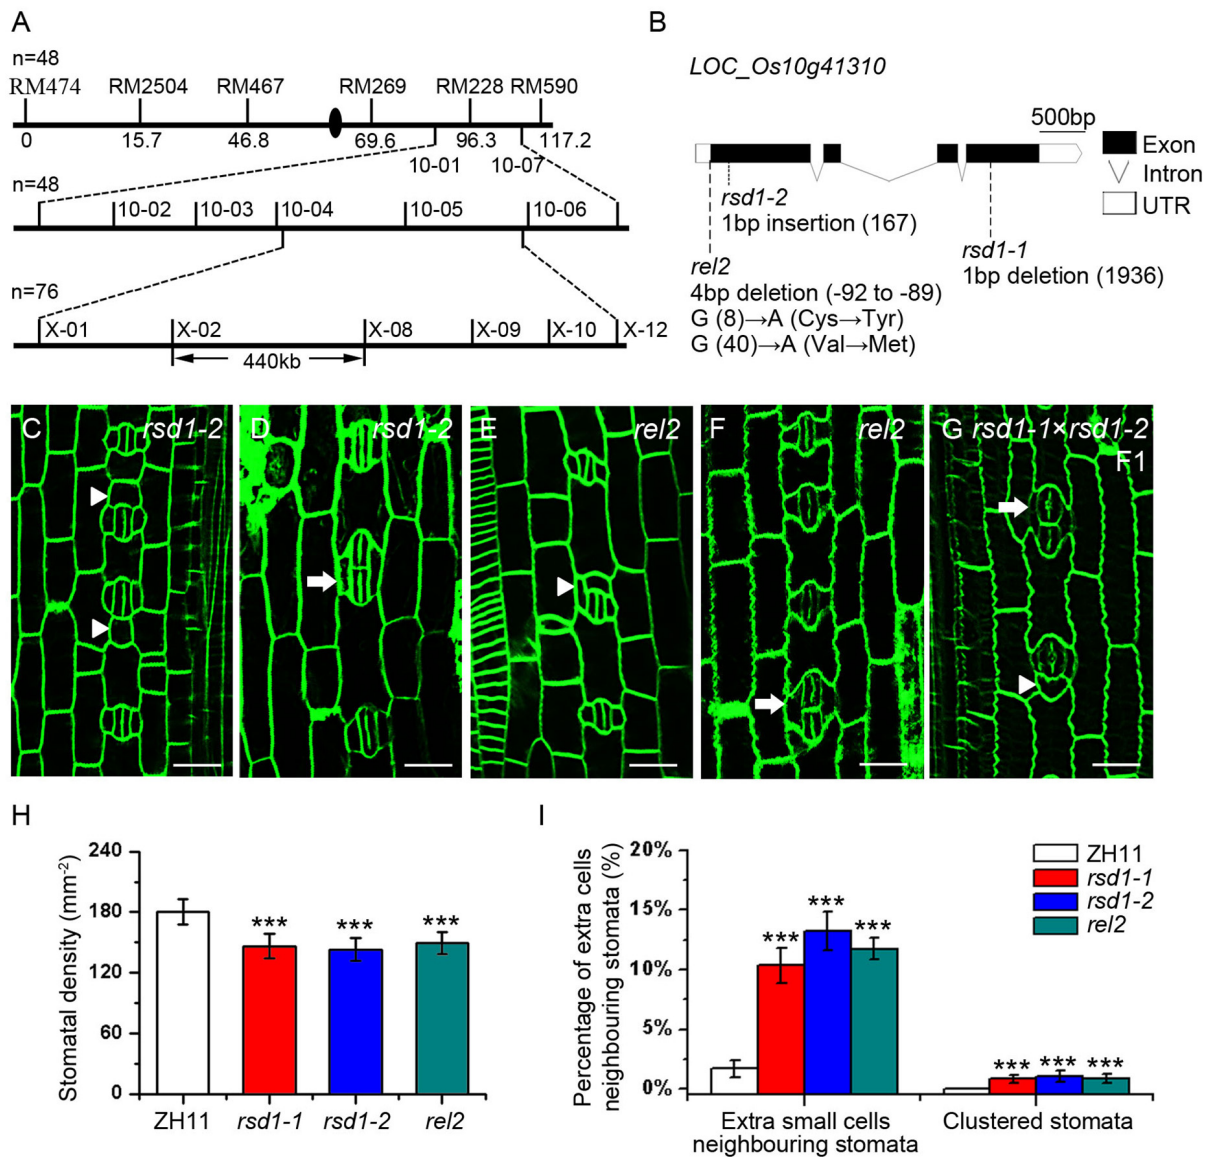 A
n=48
RM474 RM2504 RM467 RM269 RM228 RM590
0 15.7 46.8 69.6 96.3 117.2
10-01 10-07
n=48
10-02 10-03 10-04 10-05 10-06
n=76
X-01 X-02 X-08 X-09 X-10 X-12
440kb
B
LOC_Os10g41310
500bp
Exon
Intron
UTR
rsd1-2
1bp insertion (167)
rsd1-1
1bp deletion (1936)
rel2
4bp deletion (-92 to -89)
G (8)→A (Cys→Tyr)
G (40)→A (Val→Met)
C rsd1-2
D rsd1-2
E rel2
F rel2
G rsd1-1×rsd1-2
F1
H
Stomatal density (mm-2)
240
180
120
60
0
*** *** ***
ZH11 rsd1-1 rsd1-2 rel2
I
Percentage of extra cells
neighbouring stomata (%)
20%
15%
10%
5%
0%
ZH11
rsd1-1
rsd1-2
rel2
*** *** ***
*** *** ***
Extra small cells
neighbouring stomata
Clustered stomata